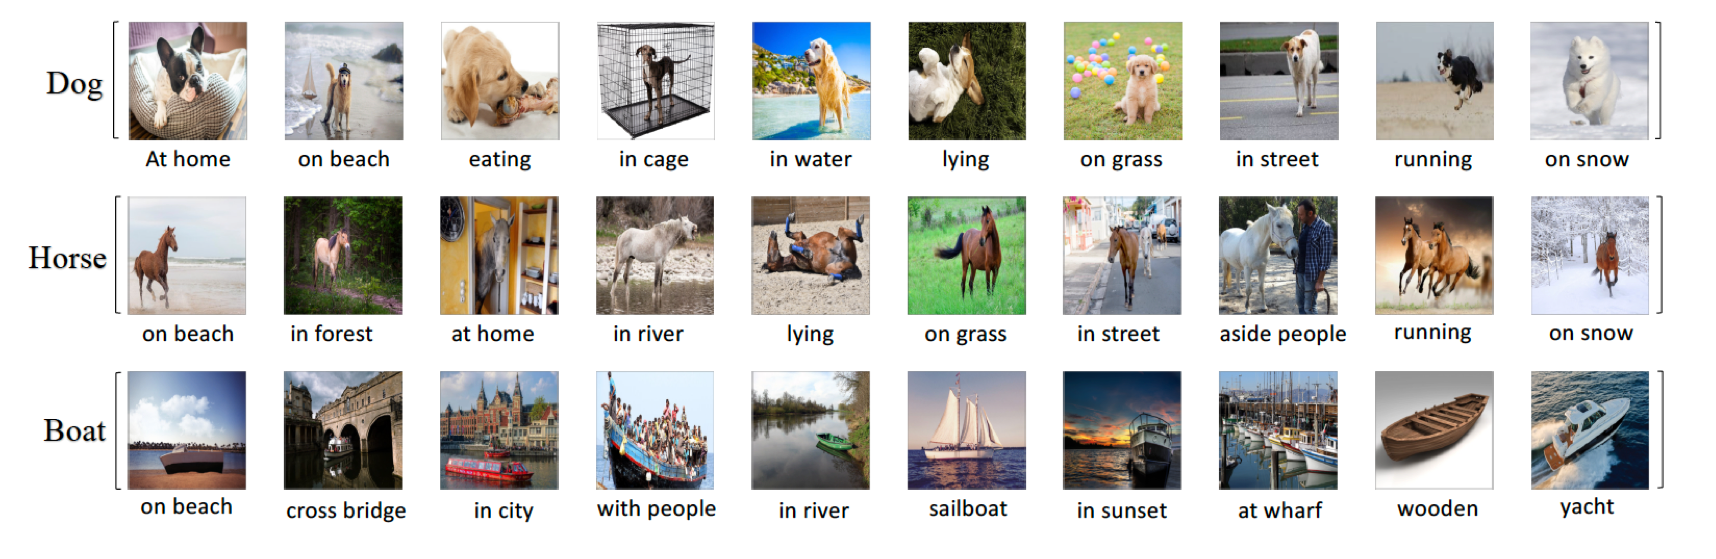 Dog
At home on beach eating in cage in water lying on grass in street running on snow
Horse
on beach in forest at home in river lying on grass in street aside people running on snow
Boat
on beach cross bridge in city with people in river sailboat in sunset at wharf wooden yacht